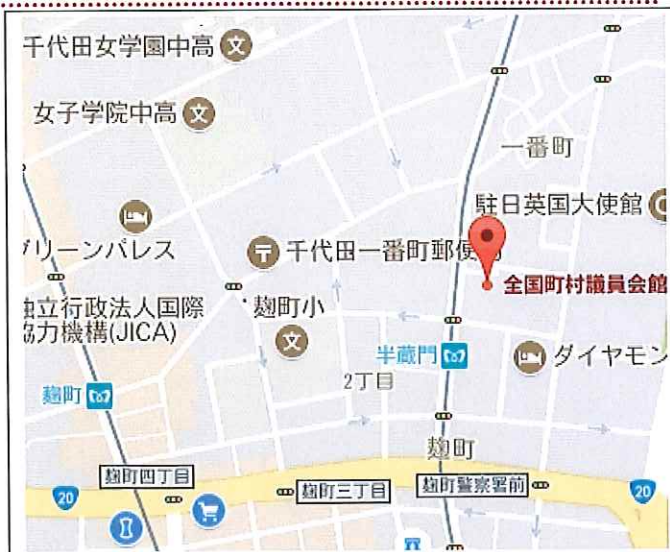 千代田女学園中高
女子学院中高
一番町
駐日英国大使館
グリーンパレス
千代田一番町郵便局
全国町村議員会館
独立行政法人国際
協力機構(JICA)
麹町小
半蔵門
ダイヤモン
2丁目
麹町
麹町
麹町四丁目
麹町三丁目
麹町警察署前
20
20